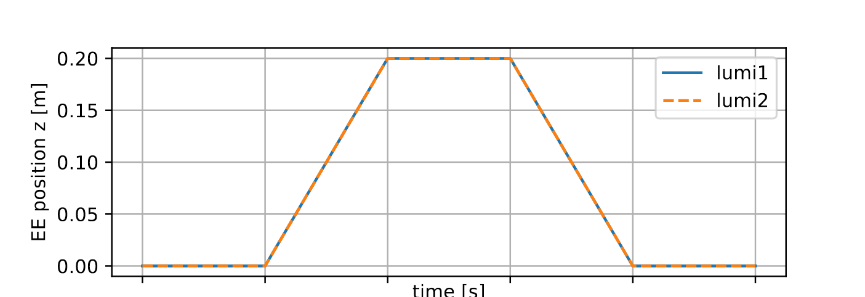 0.20
0.15
0.10
0.05
0.00
EE position z [m]
lumi1
lumi2
time [s]